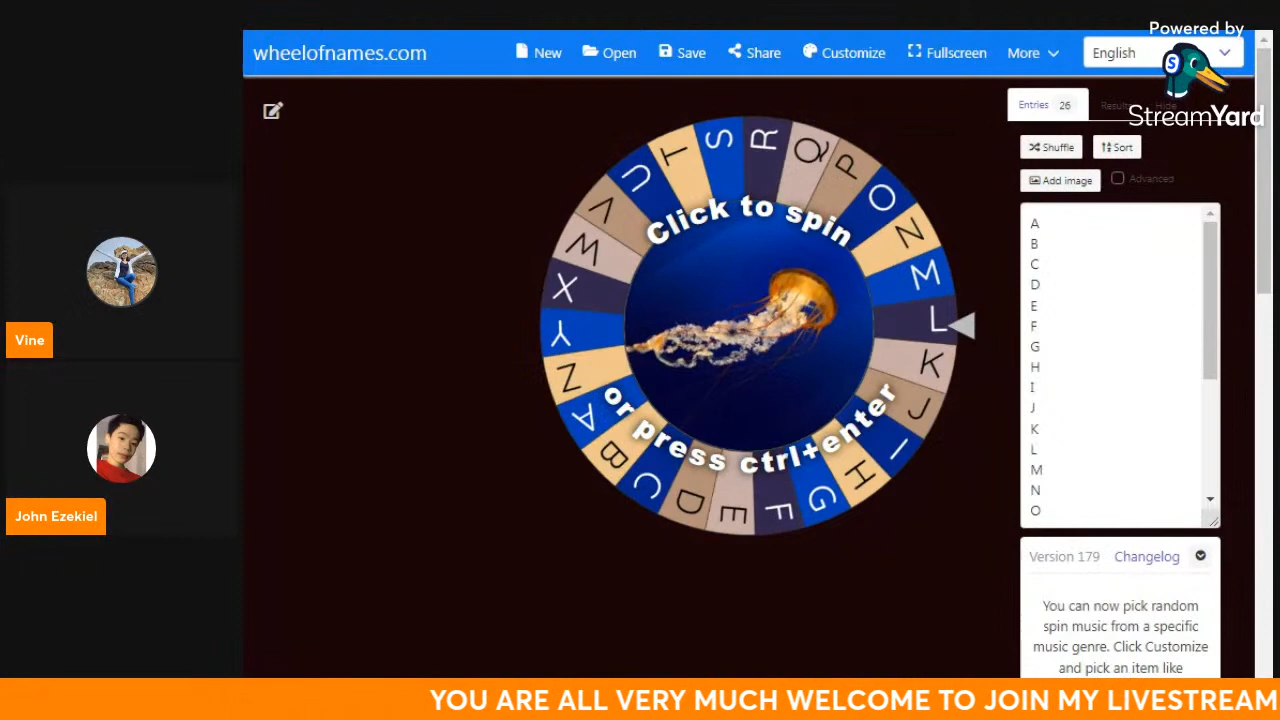 Powered by
StreamYard
wheelofnames.com
New
Open
Save
Share
Customize
Fullscreen
More
English
Entries 26
Results
Hide
Shuffle
Sort
Add image
Advanced
A
B
C
D
E
F
G
H
I
J
K
L
M
N
O
Click to spin
or press ctrl+enter
A
B
C
D
E
F
G
H
I
J
K
L
M
N
O
P
Q
R
S
T
U
V
W
X
Y
Z
Vine
John Ezekiel
Version 179
Changelog
You can now pick random
spin music from a specific
music genre. Click Customize
and pick an item like
YOU ARE ALL VERY MUCH WELCOME TO JOIN MY LIVESTREAM